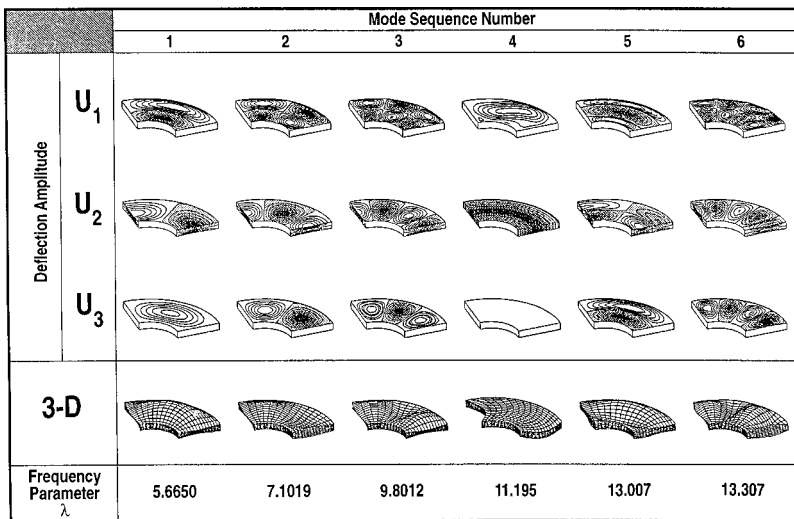 Mode Sequence Number
1 2 3 4 5 6
Deflection Amplitude
U1
U2
U3
3-D
Frequency
Parameter
λ
5.6650 7.1019 9.8012 11.195 13.007 13.307